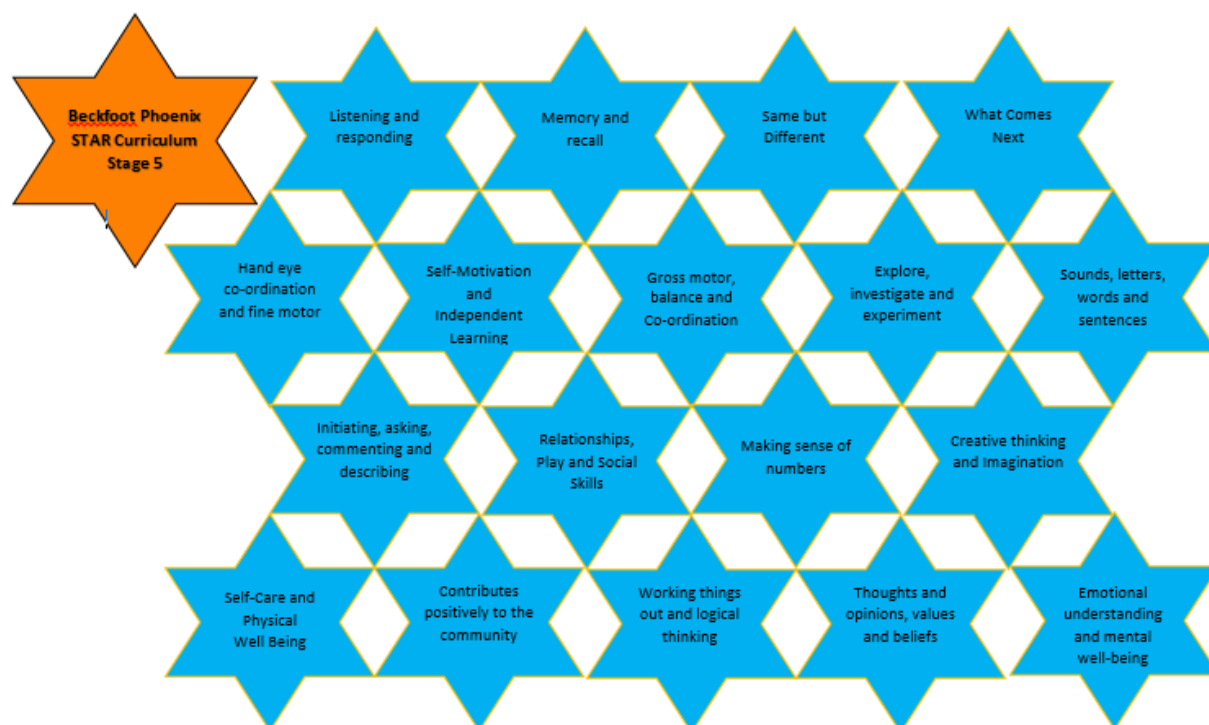 Beckfoot Phoenix
STAR Curriculum
Stage 5
Listening and
responding
Memory and
recall
Same but
Different
What Comes
Next
Hand eye
co-ordination
and fine motor
Self-Motivation
and
Independent
Learning
Gross motor,
balance and
Co-ordination
Explore,
investigate and
experiment
Sounds, letters,
words and
sentences
Initiating, asking,
commenting and
describing
Relationships,
Play and Social
Skills
Making sense of
numbers
Creative thinking
and Imagination
Self-Care and
Physical
Well Being
Contributes
positively to the
community
Working things
out and logical
thinking
Thoughts and
opinions, values
and beliefs
Emotional
understanding
and mental
well-being